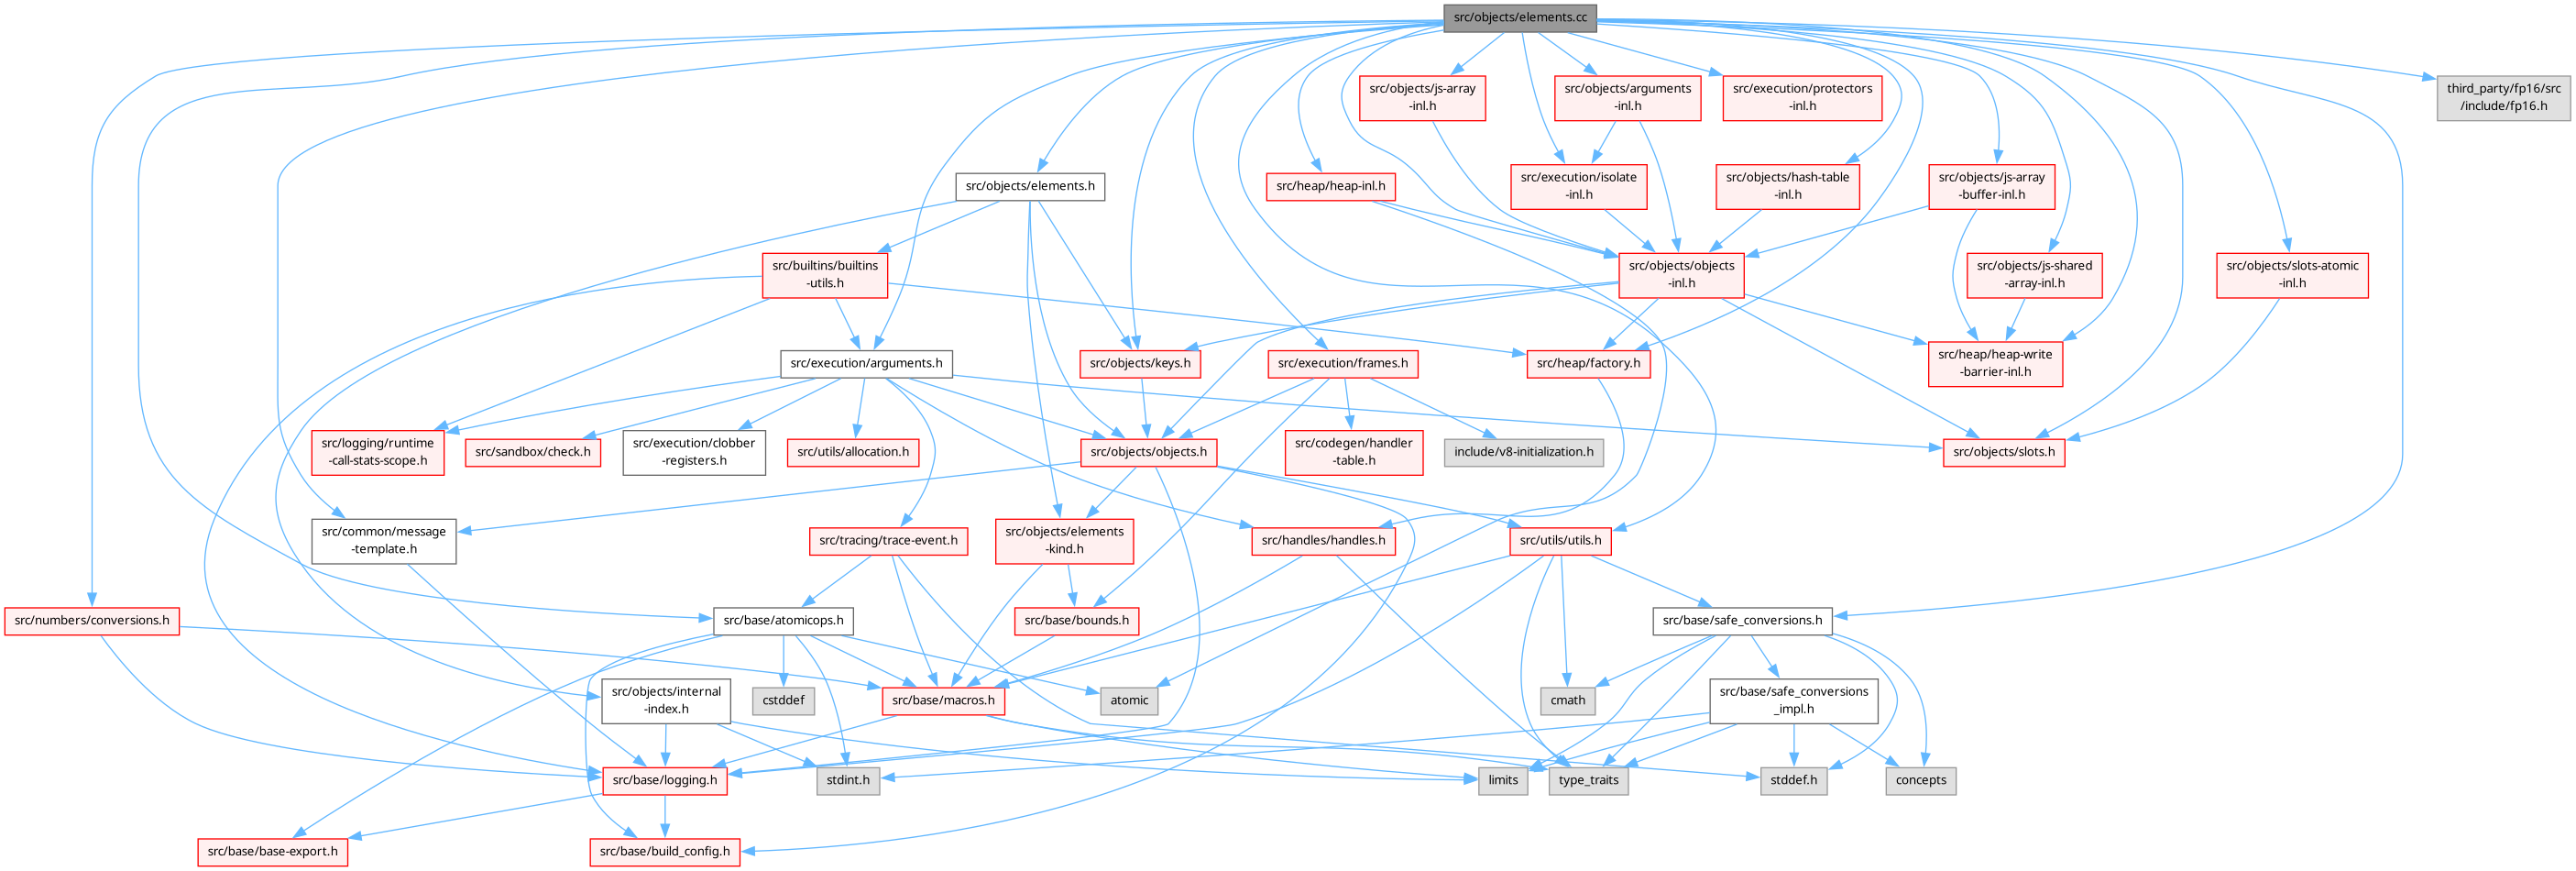 src/objects/elements.cc
src/objects/js-array
-inl.h
src/objects/arguments
-inl.h
src/execution/protectors
-inl.h
third_party/fp16/src
/include/fp16.h
src/objects/elements.h
src/heap/heap-inl.h
src/execution/isolate
-inl.h
src/objects/hash-table
-inl.h
src/objects/js-array
-buffer-inl.h
src/builtins/builtins
-utils.h
src/objects/objects
-inl.h
src/objects/js-shared
-array-inl.h
src/objects/slots-atomic
-inl.h
src/execution/arguments.h
src/objects/keys.h
src/execution/frames.h
src/heap/factory.h
src/heap/heap-write
-barrier-inl.h
src/logging/runtime
-call-stats-scope.h
src/sandbox/check.h
src/execution/clobber
-registers.h
src/utils/allocation.h
src/objects/objects.h
src/codegen/handler
-table.h
include/v8-initialization.h
src/objects/slots.h
src/common/message
-template.h
src/tracing/trace-event.h
src/objects/elements
-kind.h
src/handles/handles.h
src/utils/utils.h
src/numbers/conversions.h
src/base/atomicops.h
src/base/bounds.h
src/base/safe_conversions.h
src/objects/internal
-index.h
cstddef
src/base/macros.h
atomic
cmath
src/base/safe_conversions
_impl.h
src/base/logging.h
stdint.h
limits
type_traits
stddef.h
concepts
src/base/base-export.h
src/base/build_config.h